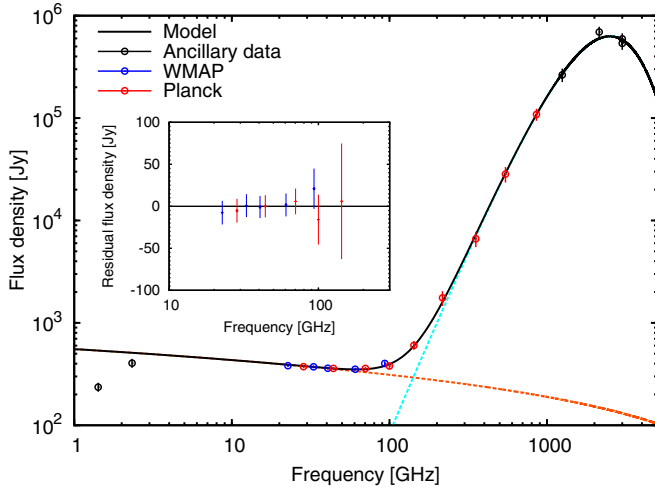 Model
Ancillary data
WMAP
Planck
Flux density [Jy]
10^6
10^5
10^4
10^3
10^2
1
10
100
1000
Frequency [GHz]
Residual flux density [Jy]
100
50
0
-50
-100
10
100
Frequency [GHz]